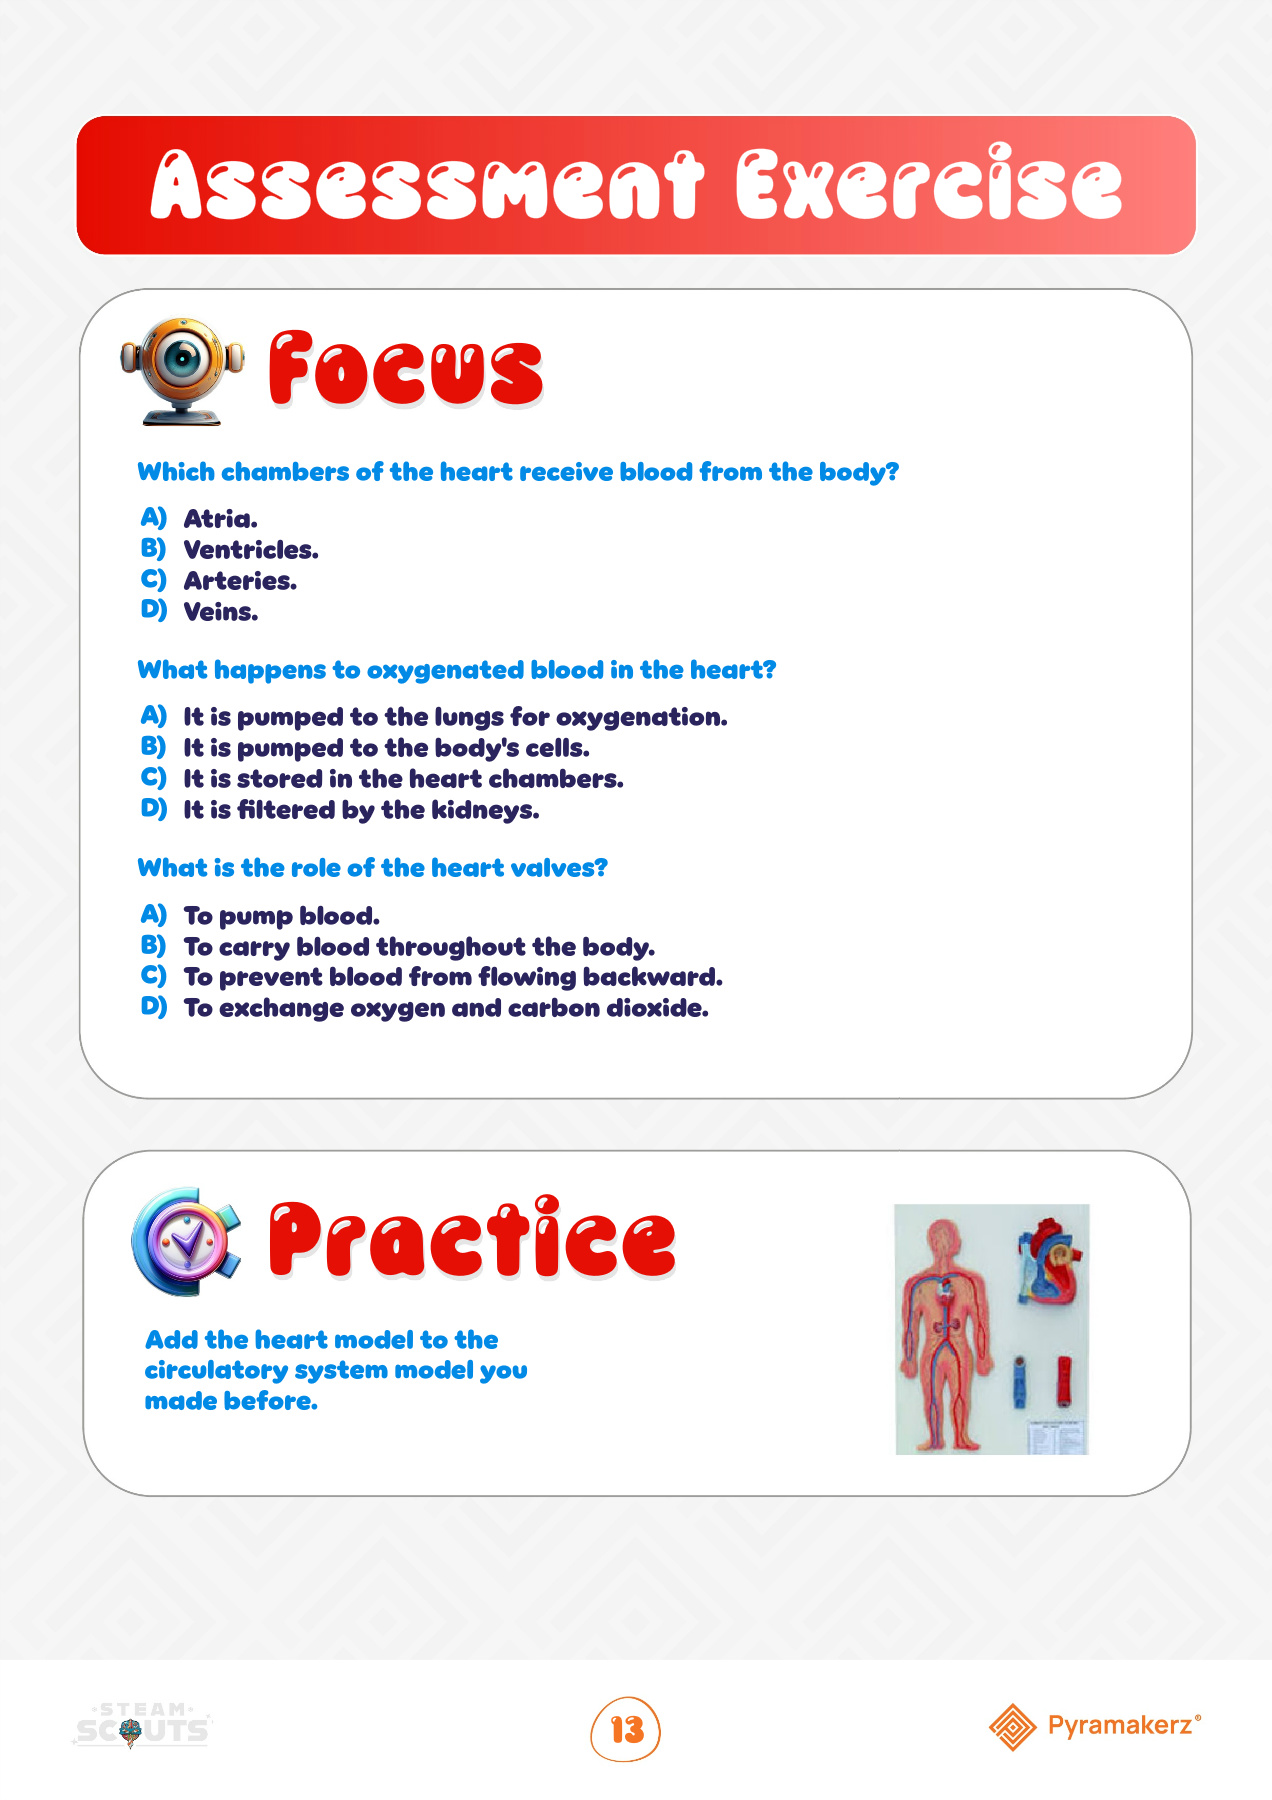 Assessment Exercise
Focus
Which chambers of the heart receive blood from the body?
A) Atria.
B) Ventricles.
C) Arteries.
D) Veins.
What happens to oxygenated blood in the heart?
A) It is pumped to the lungs for oxygenation.
B) It is pumped to the body's cells.
C) It is stored in the heart chambers.
D) It is filtered by the kidneys.
What is the role of the heart valves?
A) To pump blood.
B) To carry blood throughout the body.
C) To prevent blood from flowing backward.
D) To exchange oxygen and carbon dioxide.
Practice
Add the heart model to the
circulatory system model you
made before.
STEAM
SCOUTS
13
Pyramakerz®